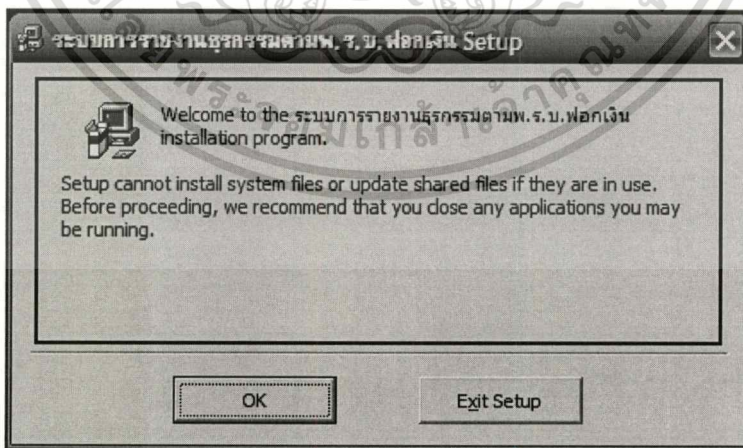 ระบบการรายงานธุรกรรมตามพ.ร.บ.ฟอกเงิน Setup
Welcome to the ระบบการรายงานธุรกรรมตามพ.ร.บ.ฟอกเงิน
installation program.
Setup cannot install system files or update shared files if they are in use.
Before proceeding, we recommend that you close any applications you may
be running.
OK
Exit Setup